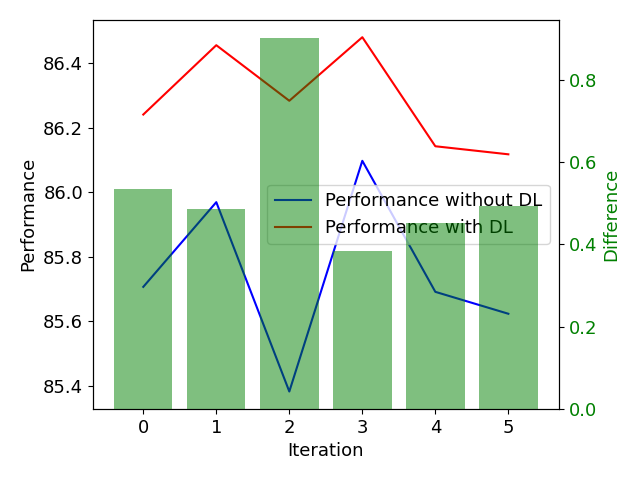 86.4
86.2
86.0
85.8
85.6
85.4
Performance
0.8
0.6
0.4
0.2
0.0
Difference
Performance without DL
Performance with DL
0 1 2 3 4 5
Iteration